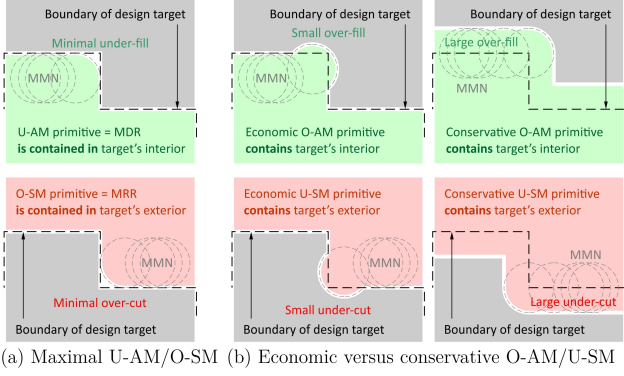 Boundary of design target
Minimal under-fill
MMN
U-AM primitive = MDR
is contained in target's interior
Boundary of design target
Small over-fill
MMN
Economic O-AM primitive
contains target's interior
Boundary of design target
Large over-fill
MMN
Conservative O-AM primitive
contains target's interior
O-SM primitive = MRR
is contained in target's exterior
MMN
Minimal over-cut
Boundary of design target
Economic U-SM primitive
contains target's exterior
MMN
Small under-cut
Boundary of design target
Conservative U-SM primitive
contains target's exterior
MMN
Large under-cut
Boundary of design target
(a) Maximal U-AM/O-SM
(b) Economic versus conservative O-AM/U-SM